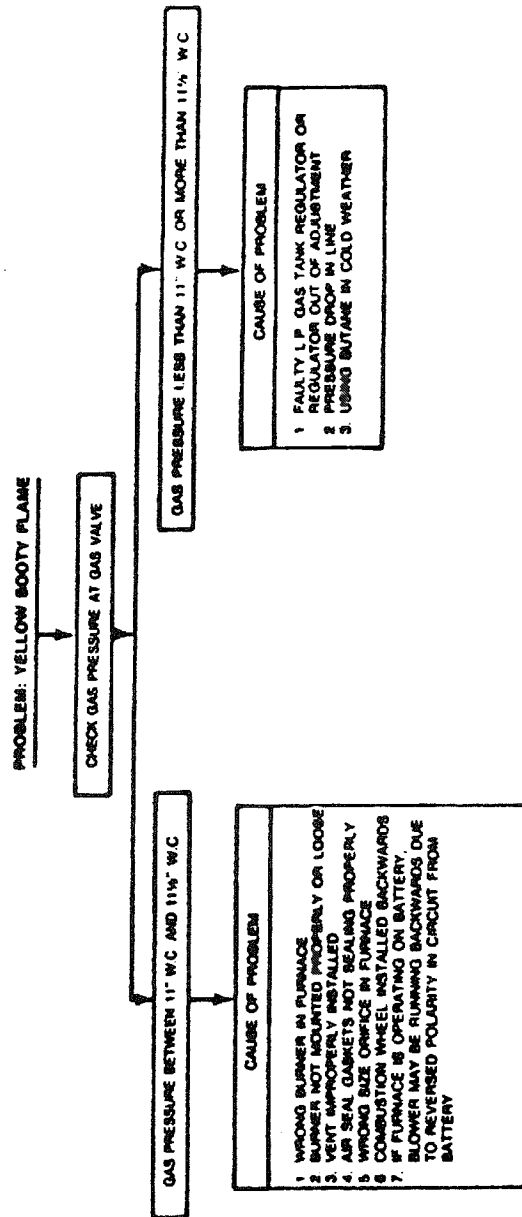 PROBLEM: YELLOW SOOTY FLAME
CHECK GAS PRESSURE AT GAS VALVE
GAS PRESSURE BETWEEN 11" W.C AND 11½" W.C
CAUSE OF PROBLEM
1 WRONG BURNER IN FURNACE
2 BURNER NOT MOUNTED PROPERLY OR LOOSE
3. VENT IMPROPERLY INSTALLED
4. AIR SEAL GASKETS NOT SEALING PROPERLY
5 WRONG SIZE ORIFICE IN FURNACE
6 COMBUSTION WHEEL INSTALLED BACKWARDS
7. IF FURNACE IS OPERATING ON BATTERY,
BLOWER MAY BE RUNNING BACKWARDS DUE
TO REVERSED POLARITY IN CIRCUIT FROM
BATTERY
GAS PRESSURE LESS THAN 11" W.C OR MORE THAN 11½" W.C
CAUSE OF PROBLEM
1 FAULTY L.P. GAS TANK REGULATOR OR
REGULATOR OUT OF ADJUSTMENT
2 PRESSURE DROP IN LINE
3. USING BUTANE IN COLD WEATHER